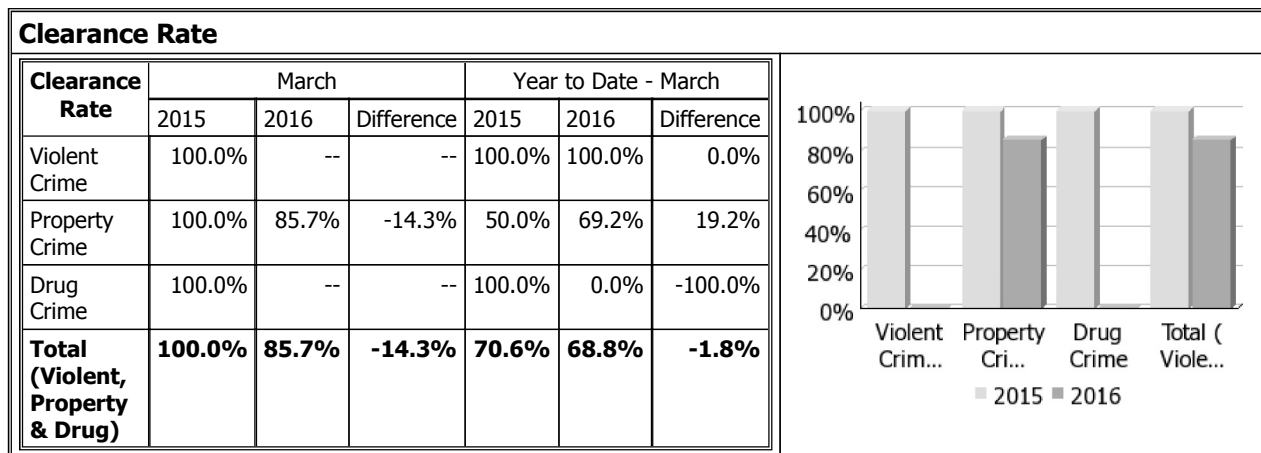 Clearance Rate
Clearance Rate March Year to Date - March
2015 2016 Difference 2015 2016 Difference
Violent Crime 100.0% -- -- 100.0% 100.0% 0.0%
Property Crime 100.0% 85.7% -14.3% 50.0% 69.2% 19.2%
Drug Crime 100.0% -- -- 100.0% 0.0% -100.0%
Total (Violent, Property & Drug) 100.0% 85.7% -14.3% 70.6% 68.8% -1.8%
100%
80%
60%
40%
20%
0%
Violent Crim... Property Cri... Drug Crime Total ( Viole...
2015 2016